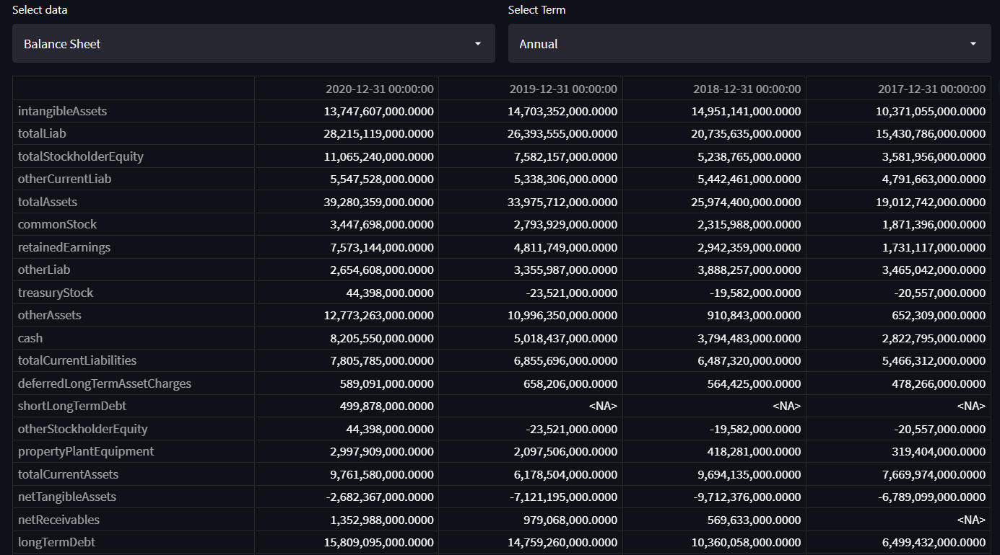 Select data Select Term
Balance Sheet Annual
2020-12-31 00:00:00 2019-12-31 00:00:00 2018-12-31 00:00:00 2017-12-31 00:00:00
intangibleAssets 13,747,607,000.0000 14,703,352,000.0000 14,951,141,000.0000 10,371,055,000.0000
totalLiab 28,215,119,000.0000 26,393,555,000.0000 20,735,635,000.0000 15,430,786,000.0000
totalStockholderEquity 11,065,240,000.0000 7,582,157,000.0000 5,238,765,000.0000 3,581,956,000.0000
otherCurrentLiab 5,547,528,000.0000 5,338,306,000.0000 5,442,461,000.0000 4,791,663,000.0000
totalAssets 39,280,359,000.0000 33,975,712,000.0000 25,974,400,000.0000 19,012,742,000.0000
commonStock 3,447,698,000.0000 2,793,929,000.0000 2,315,988,000.0000 1,871,396,000.0000
retainedEarnings 7,573,144,000.0000 4,811,749,000.0000 2,942,359,000.0000 1,731,117,000.0000
otherLiab 2,654,608,000.0000 3,355,987,000.0000 3,888,257,000.0000 3,465,042,000.0000
treasuryStock 44,398,000.0000 -23,521,000.0000 -19,582,000.0000 -20,557,000.0000
otherAssets 12,773,263,000.0000 10,996,350,000.0000 910,843,000.0000 652,309,000.0000
cash 8,205,550,000.0000 5,018,437,000.0000 3,794,483,000.0000 2,822,795,000.0000
totalCurrentLiabilities 7,805,785,000.0000 6,855,696,000.0000 6,487,320,000.0000 5,466,312,000.0000
deferredLongTermAssetCharges 589,091,000.0000 658,206,000.0000 564,425,000.0000 478,266,000.0000
shortLongTermDebt 499,878,000.0000 <NA> <NA> <NA>
otherStockholderEquity 44,398,000.0000 -23,521,000.0000 -19,582,000.0000 -20,557,000.0000
propertyPlantEquipment 2,997,909,000.0000 2,097,506,000.0000 418,281,000.0000 319,404,000.0000
totalCurrentAssets 9,761,580,000.0000 6,178,504,000.0000 9,694,135,000.0000 7,669,974,000.0000
netTangibleAssets -2,682,367,000.0000 -7,121,195,000.0000 -9,712,376,000.0000 -6,789,099,000.0000
netReceivables 1,352,988,000.0000 979,068,000.0000 569,633,000.0000 <NA>
longTermDebt 15,809,095,000.0000 14,759,260,000.0000 10,360,058,000.0000 6,499,432,000.0000